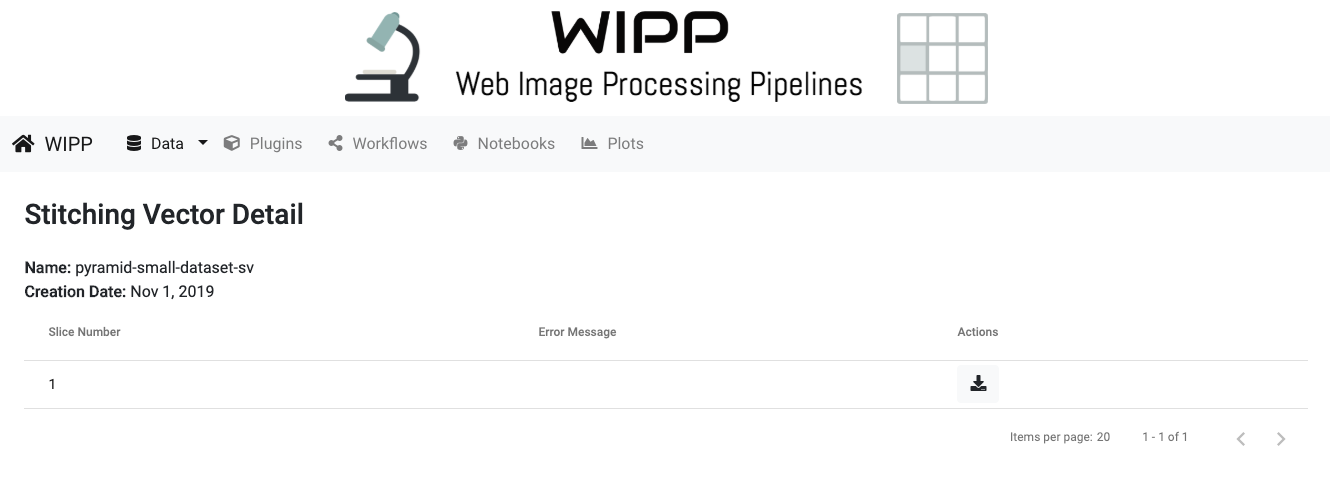 WIPP
Web Image Processing Pipelines
WIPP Data Plugins Workflows Notebooks Plots
Stitching Vector Detail
Name: pyramid-small-dataset-sv
Creation Date: Nov 1, 2019
Slice Number Error Message Actions
1
Items per page: 20 1 - 1 of 1